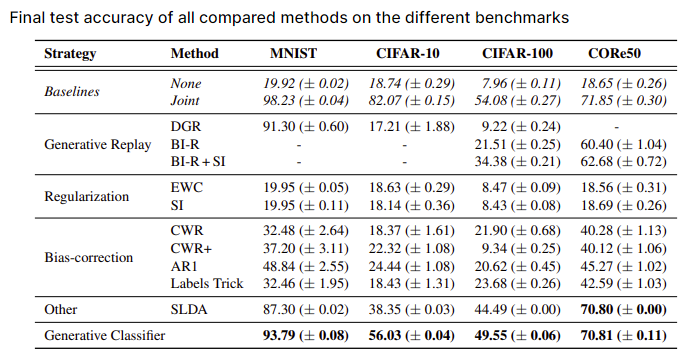 Final test accuracy of all compared methods on the different benchmarks
Strategy Method MNIST CIFAR-10 CIFAR-100 CORe50
Baselines None 19.92 (± 0.02) 18.74 (± 0.29) 7.96 (± 0.11) 18.65 (± 0.26)
Joint 98.23 (± 0.04) 82.07 (± 0.15) 54.08 (± 0.27) 71.85 (± 0.30)
DGR 91.30 (± 0.60) 17.21 (± 1.88) 9.22 (± 0.24) -
Generative Replay BI-R - - 21.51 (± 0.25) 60.40 (± 1.04)
BI-R + SI - - 34.38 (± 0.21) 62.68 (± 0.72)
Regularization EWC 19.95 (± 0.05) 18.63 (± 0.29) 8.47 (± 0.09) 18.56 (± 0.31)
SI 19.95 (± 0.11) 18.14 (± 0.36) 8.43 (± 0.08) 18.69 (± 0.26)
CWR 32.48 (± 2.64) 18.37 (± 1.61) 21.90 (± 0.68) 40.28 (± 1.13)
Bias-correction CWR+ 37.20 (± 3.11) 22.32 (± 1.08) 9.34 (± 0.25) 40.12 (± 1.06)
AR1 48.84 (± 2.55) 24.44 (± 1.08) 20.62 (± 0.45) 45.27 (± 1.02)
Labels Trick 32.46 (± 1.95) 18.43 (± 1.31) 23.68 (± 0.26) 42.59 (± 1.03)
Other SLDA 87.30 (± 0.02) 38.35 (± 0.03) 44.49 (± 0.00) 70.80 (± 0.00)
Generative Classifier 93.79 (± 0.08) 56.03 (± 0.04) 49.55 (± 0.06) 70.81 (± 0.11)